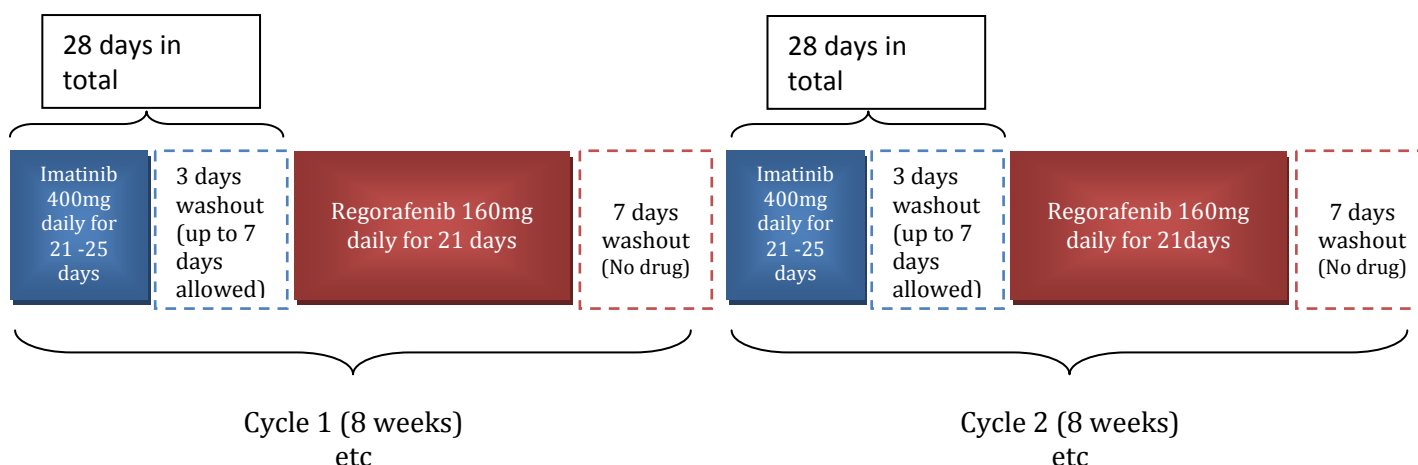 28 days in
total
28 days in
total
Imatinib
400mg
daily for
21 -25
days
3 days
washout
(up to 7
days
allowed)
Regorafenib 160mg
daily for 21 days
7 days
washout
(No drug)
Imatinib
400mg
daily for
21 -25
days
3 days
washout
(up to 7
days
allowed)
Regorafenib 160mg
daily for 21days
7 days
washout
(No drug)
Cycle 1 (8 weeks)
etc
Cycle 2 (8 weeks)
etc